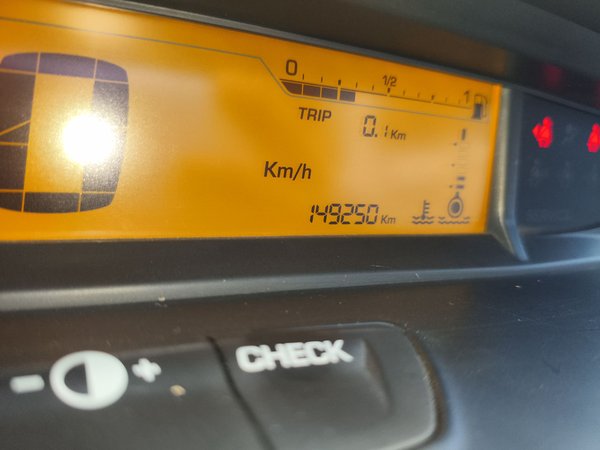 0 1/2 1
TRIP 0.1 Km
Km/h
149250 Km
- +
CHECK